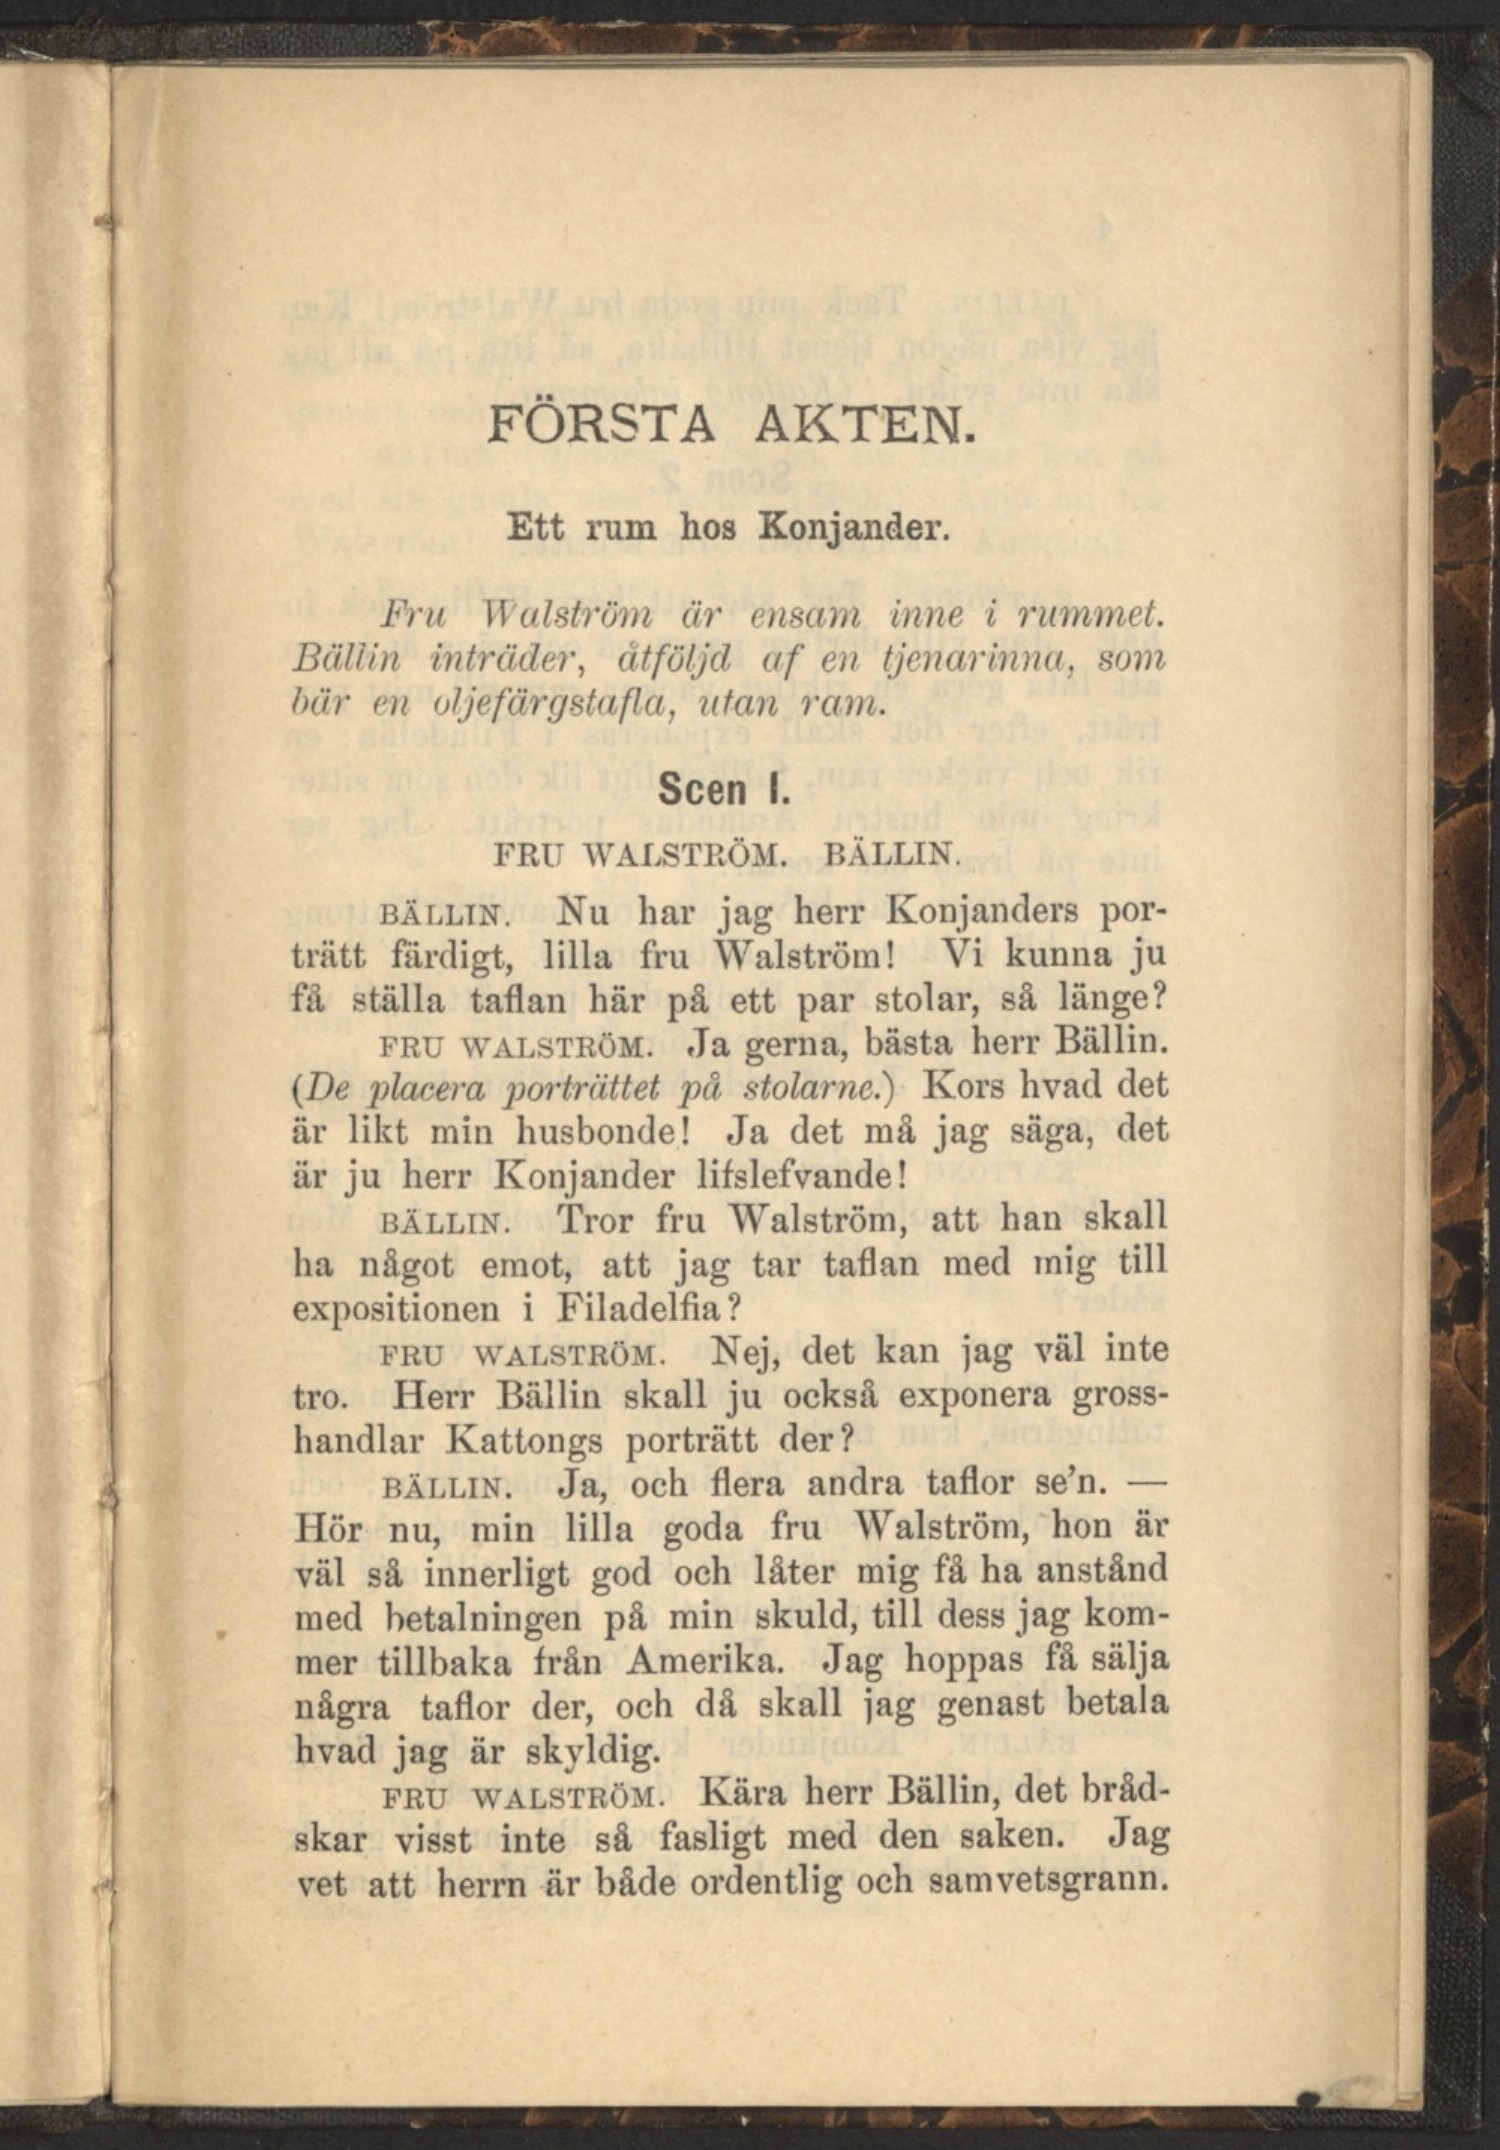 FÖRSTA AKTEN.
Ett rum hos Konjander.
Fru Walström är ensam inne i rummet.
Bällin inträder, åtföljd af en tjenarinna, som
bär en oljefärgstafla, utan ram.
Scen I.
FRU WALSTRÖM. BÄLLIN.
BÄLLIN. Nu har jag herr Konjanders por-
trätt färdigt, lilla fru Walström! Vi kunna ju
få ställa taflan här på ett par stolar, så länge?
FRU WALSTRÖM. Ja gerna, bästa herr Bällin.
(De placera porträttet på stolarne.) Kors hvad det
är likt min husbonde! Ja det må jag säga, det
är ju herr Konjander lifslefvande!
BÄLLIN. Tror fru Walström, att han skall
ha något emot, att jag tar taflan med mig till
expositionen i Filadelfia?
FRU WALSTRÖM. Nej, det kan jag väl inte
tro. Herr Bällin skall ju också exponera gross-
handlar Kattongs porträtt der?
BÄLLIN. Ja, och flera andra taflor se'n. —
Hör nu, min lilla goda fru Walström, hon är
väl så innerligt god och låter mig få ha anstånd
med betalningen på min skuld, till dess jag kom-
mer tillbaka från Amerika. Jag hoppas få sälja
några taflor der, och då skall jag genast betala
hvad jag är skyldig.
FRU WALSTRÖM. Kära herr Bällin, det bråd-
skar visst inte så fasligt med den saken. Jag
vet att herrn är både ordentlig och samvetsgrann.